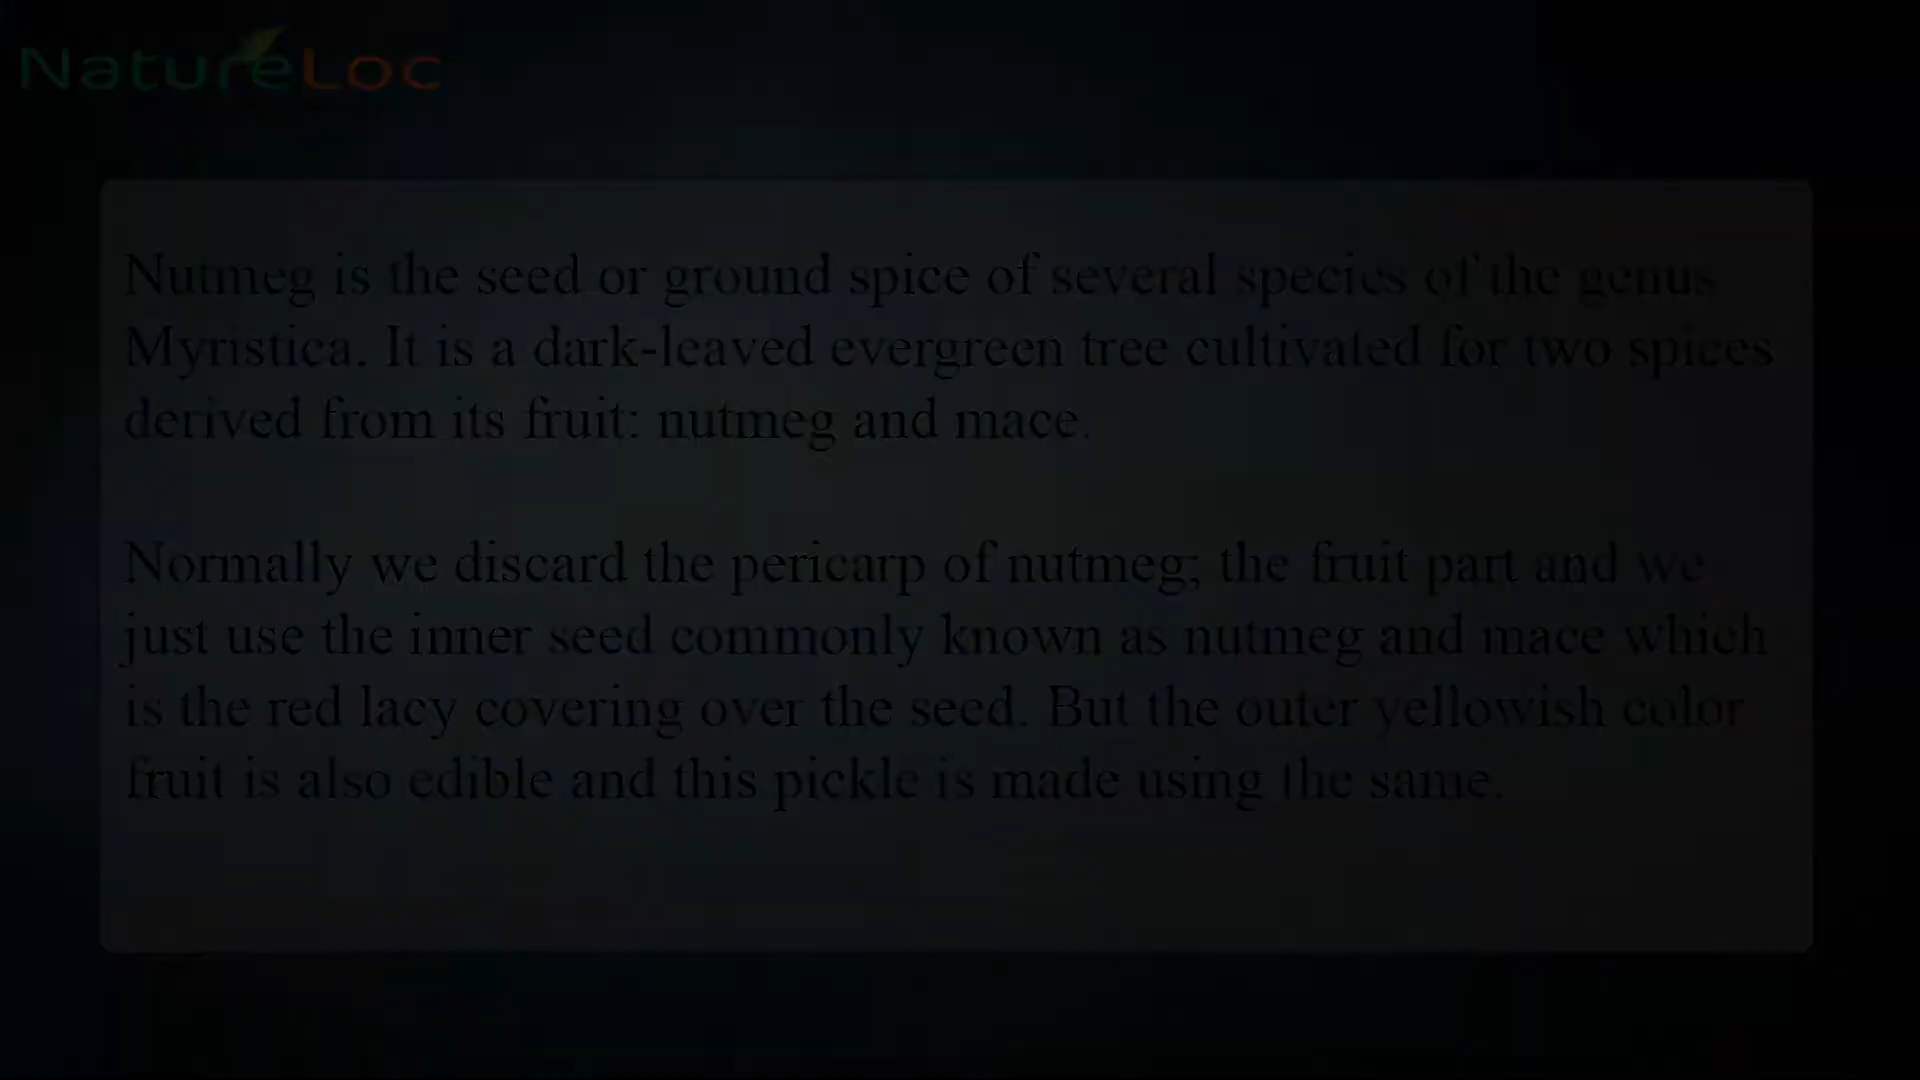 NatureLoc
Nutmeg is the seed or ground spice of several species of the genus
Myristica. It is a dark-leaved evergreen tree cultivated for two spices
derived from its fruit: nutmeg and mace.
Normally we discard the pericarp of nutmeg; the fruit part and we
just use the inner seed commonly known as nutmeg and mace which
is the red lacy covering over the seed. But the outer yellowish color
fruit is also edible and this pickle is made using the same.